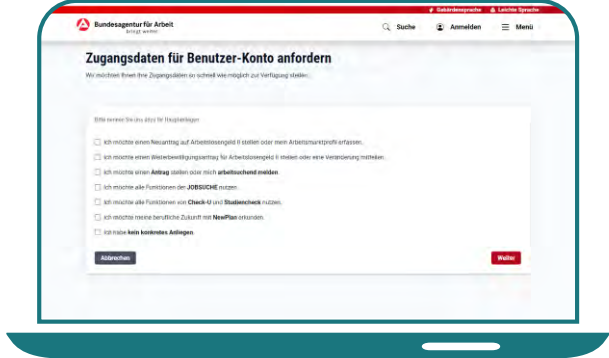 Gebärdensprache Leichte Sprache
Bundesagentur für Arbeit
bringt weiter.
Suche Anmelden Menü
Zugangsdaten für Benutzer-Konto anfordern
Wir möchten Ihnen Ihre Zugangsdaten so schnell wie möglich zur Verfügung stellen.
Bitte nennen Sie uns dazu Ihr Hauptanliegen
Ich möchte einen Neuantrag auf Arbeitslosengeld II stellen oder mein Arbeitsmarktprofil erfassen.
Ich möchte einen Weiterbewilligungsantrag für Arbeitslosengeld II stellen oder eine Veränderung mitteilen.
Ich möchte einen Antrag stellen oder mich arbeitsuchend melden.
Ich möchte alle Funktionen der JOBSUCHE nutzen.
Ich möchte alle Funktionen von Check-U und Studiencheck nutzen.
Ich möchte meine berufliche Zukunft mit NewPlan erkunden.
Ich habe kein konkretes Anliegen.
Abbrechen Weiter